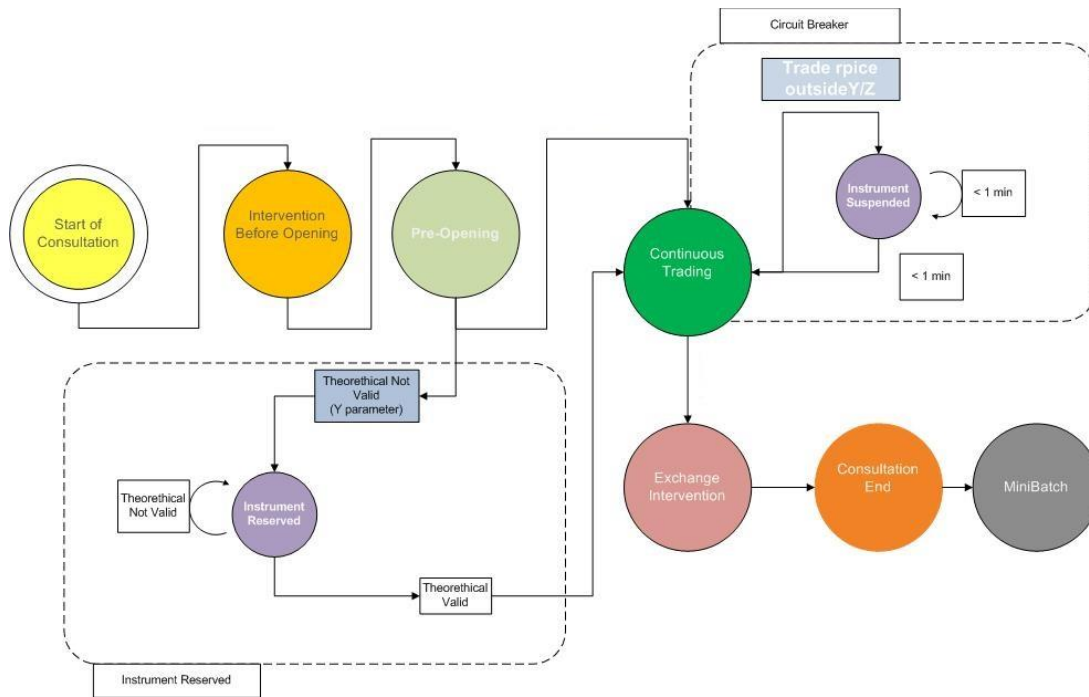 Circuit Breaker
Trade rpice
outsideY/Z
Start of
Consultation
Intervention
Before Opening
Pre-Opening
Continuous
Trading
Instrument
Suspended
< 1 min
< 1 min
Theorethical Not
Valid
(Y parameter)
Theorethical
Not Valid
Instrument
Reserved
Theorethical
Valid
Exchange
Intervention
Consultation
End
MiniBatch
Instrument Reserved